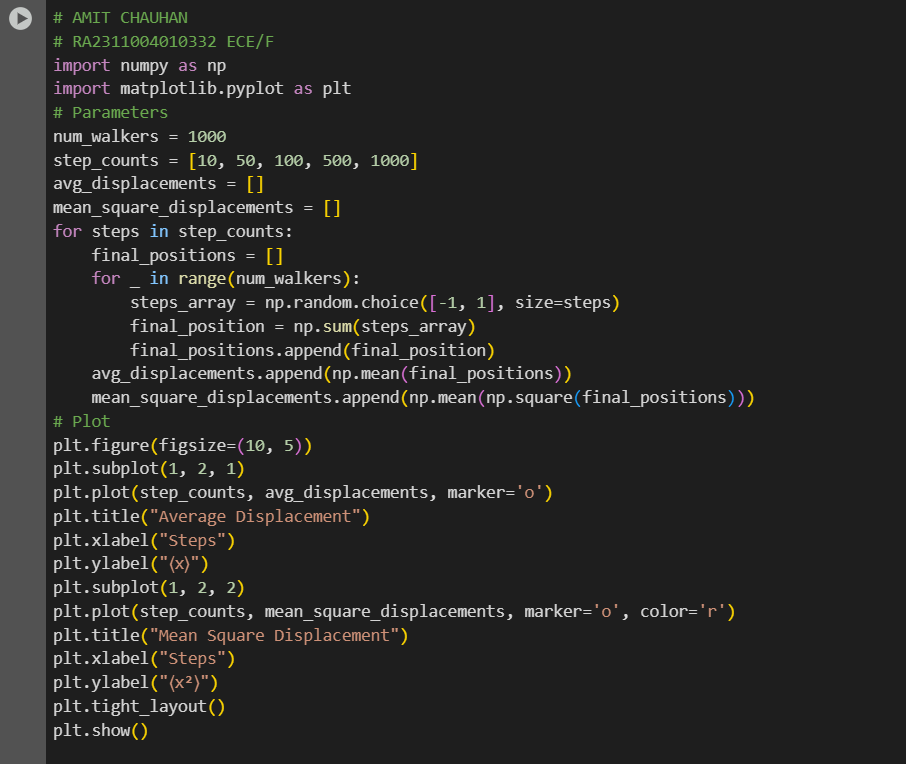 # AMIT CHAUHAN
# RA2311004010332 ECE/F
import numpy as np
import matplotlib.pyplot as plt
# Parameters
num_walkers = 1000
step_counts = [10, 50, 100, 500, 1000]
avg_displacements = []
mean_square_displacements = []
for steps in step_counts:
    final_positions = []
    for _ in range(num_walkers):
        steps_array = np.random.choice([-1, 1], size=steps)
        final_position = np.sum(steps_array)
        final_positions.append(final_position)
    avg_displacements.append(np.mean(final_positions))
    mean_square_displacements.append(np.mean(np.square(final_positions)))
# Plot
plt.figure(figsize=(10, 5))
plt.subplot(1, 2, 1)
plt.plot(step_counts, avg_displacements, marker='o')
plt.title("Average Displacement")
plt.xlabel("Steps")
plt.ylabel("⟨x⟩")
plt.subplot(1, 2, 2)
plt.plot(step_counts, mean_square_displacements, marker='o', color='r')
plt.title("Mean Square Displacement")
plt.xlabel("Steps")
plt.ylabel("⟨x²⟩")
plt.tight_layout()
plt.show()